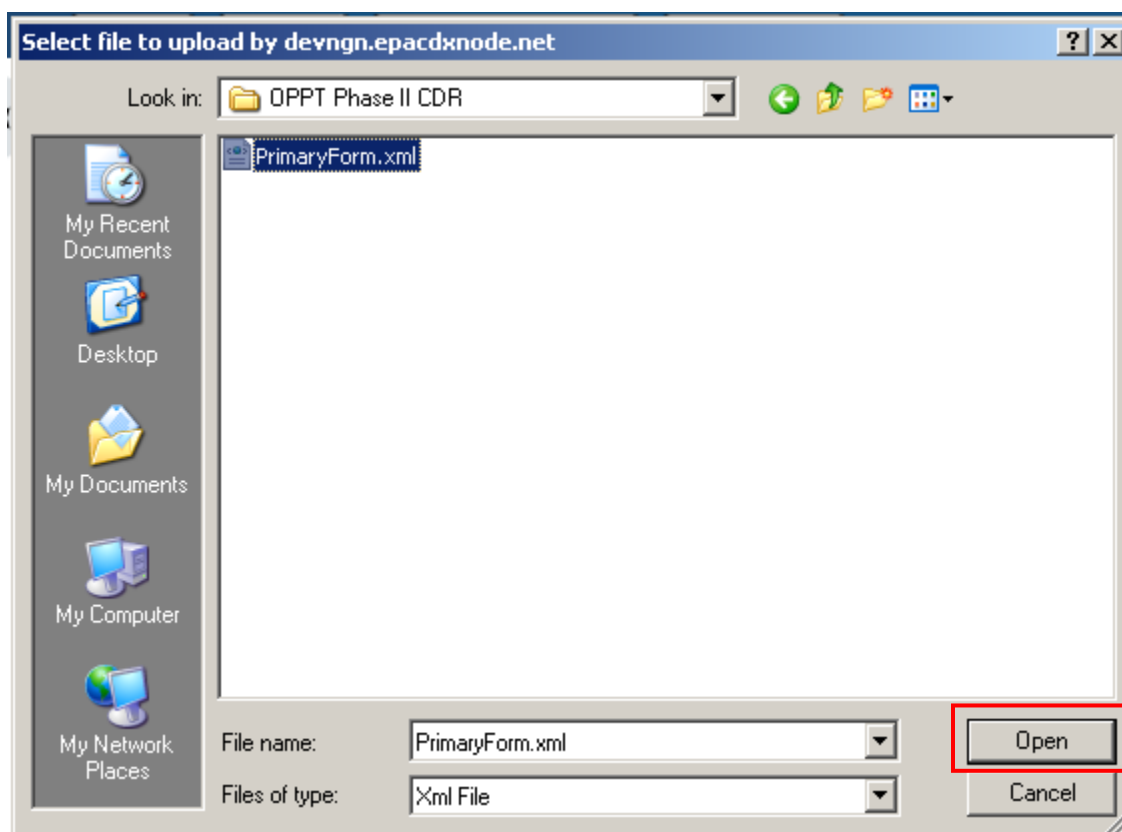 Select file to upload by devngn.epacdxnode.net
Look in:
OPPT Phase II CDR
PrimaryForm.xml
My Recent
Documents
Desktop
My Documents
My Computer
My Network
Places
File name:
PrimaryForm.xml
Open
Files of type:
Xml File
Cancel